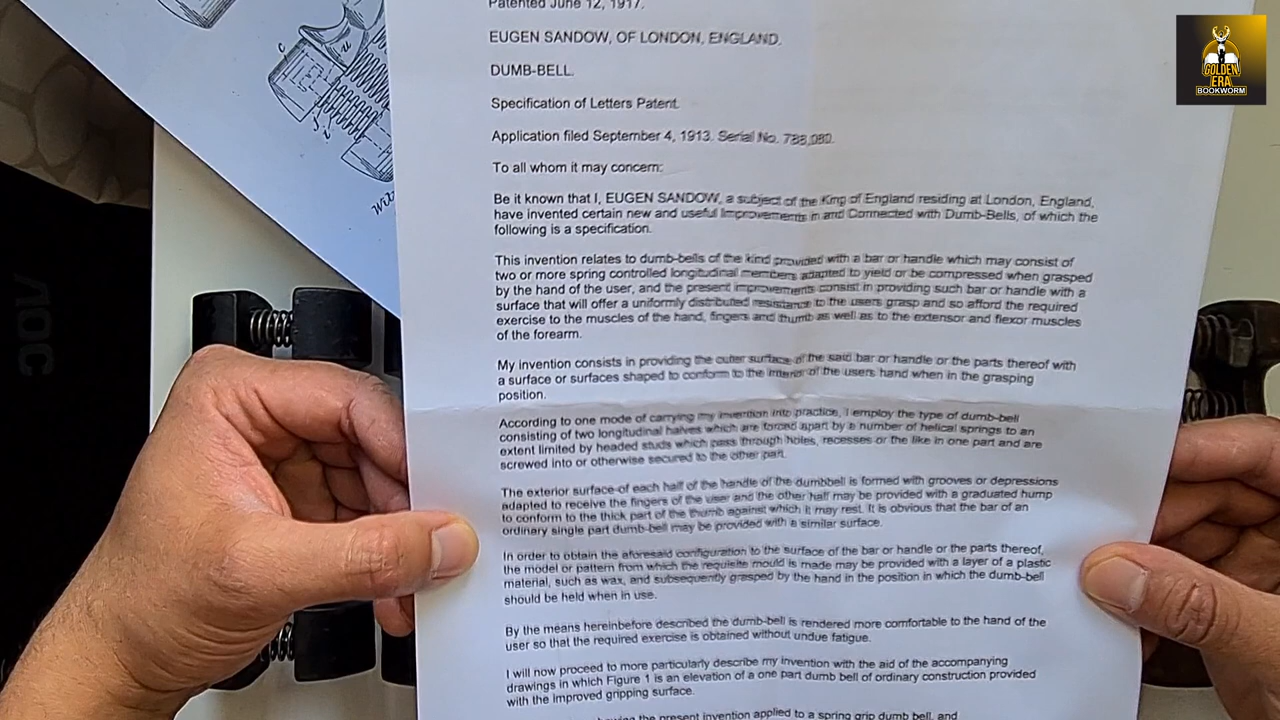 Patented June 12, 1917.
EUGEN SANDOW, OF LONDON, ENGLAND.
DUMB-BELL.
Specification of Letters Patent.
Application filed September 4, 1913. Serial No.
To all whom it may concern:
Be it known that I, EUGEN SANDOW, a subject of the King of England residing at London, England,
have invented certain new and useful Improvements in and Connected with Dumb-Bells, of which the
following is a specification.
This invention relates to dumb-bells of the kind provided with a bar or handle which may consist of
two or more spring controlled longitudinal members adapted to yield or be compressed when grasped
by the hand of the user, and the present improvements consist in providing such bar or handle with a
surface that will offer a uniformly distributed resistance to the users grasp and so afford the required
exercise to the muscles of the hand, fingers and thumb as well as to the extensor and flexor muscles
of the forearm.
My invention consists in providing the outer surface of the said bar or handle or the parts thereof with
a surface or surfaces shaped to conform to the interior of the users hand when in the grasping
position.
According to one mode of carrying my invention into practice, I employ the type of dumb-bell
consisting of two longitudinal halves which are forced apart by a number of helical springs to an
extent limited by headed studs which pass through holes, recesses or the like in one part and are
screwed into or otherwise secured to the other part.
The exterior surface-of each half of the handle of the dumbbell is formed with grooves or depressions
adapted to receive the fingers of the user and the other half may be provided with a graduated hump
to conform to the thick part of the thumb against which it may rest. It is obvious that the bar of an
ordinary single part dumb-bell may be provided with a similar surface.
In order to obtain the aforesaid configuration to the surface of the bar or handle or the parts thereof,
the model or pattern from which the requisite mould is made may be provided with a layer of a plastic
material, such as wax, and subsequently grasped by the hand in the position in which the dumb-bell
should be held when in use.
By the means hereinbefore described the dumb-bell is rendered more comfortable to the hand of the
user so that the required exercise is obtained without undue fatigue.
I will now proceed to more particularly describe my invention with the aid of the accompanying
drawings in which Figure 1 is an elevation of a one part dumb bell of ordinary construction provided
with the improved gripping surface.
the present invention applied to a spring grip dumb bell, and
GOLDEN
ERA
BOOKWORM
AOC